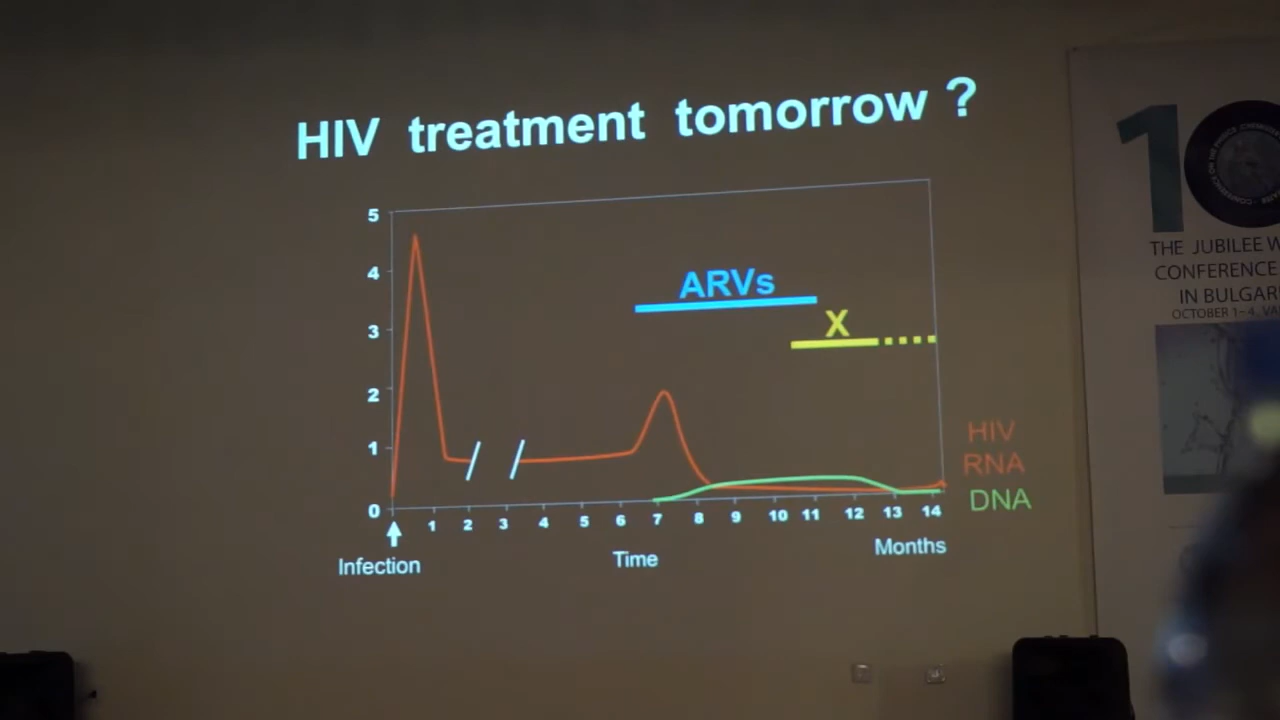 HIV treatment tomorrow ?
5
4
3
2
1
0
ARVs
X
HIV
RNA
DNA
1 2 3 4 5 6 7 8 9 10 11 12 13 14
Infection
Time
Months
10
THE JUBILEE W
CONFERENCE
IN BULGAR
OCTOBER 1-4, VA